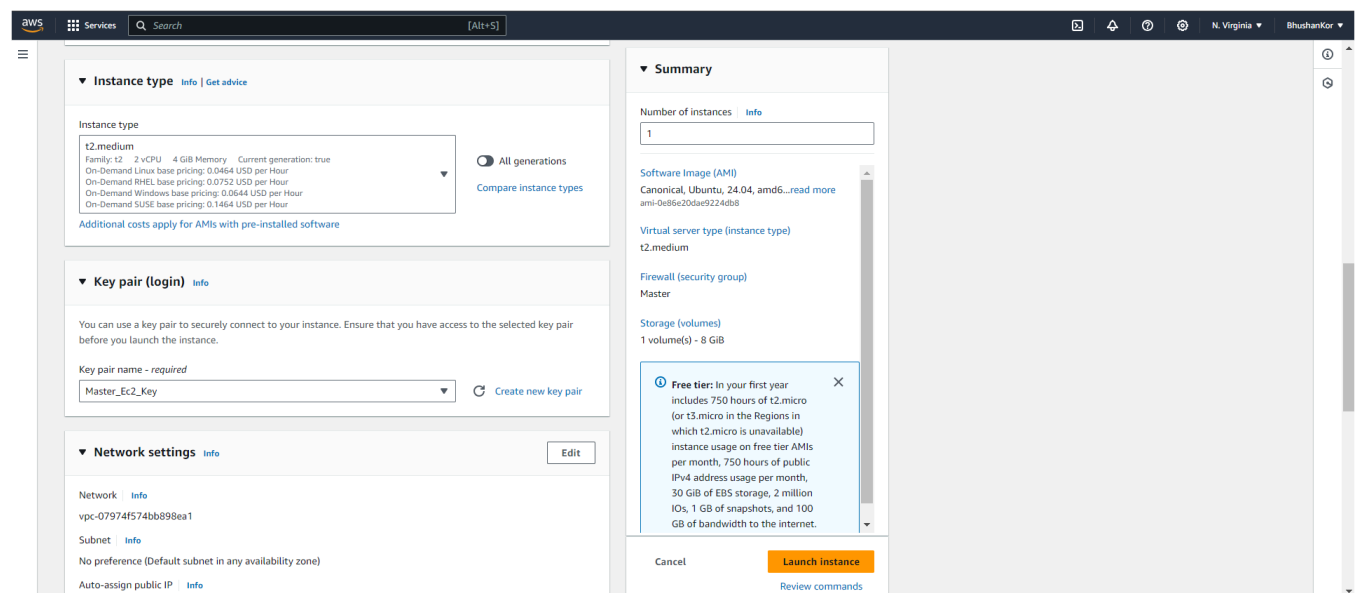 aws
Services
Search [Alt+S]
N. Virginia
BhushanKor
Instance type Info | Get advice
Instance type
t2.medium
Family: t2 2 vCPU 4 GiB Memory Current generation: true
On-Demand Linux base pricing: 0.0464 USD per Hour
On-Demand RHEL base pricing: 0.0752 USD per Hour
On-Demand Windows base pricing: 0.0644 USD per Hour
On-Demand SUSE base pricing: 0.1464 USD per Hour
All generations
Compare instance types
Additional costs apply for AMIs with pre-installed software
Key pair (login) Info
You can use a key pair to securely connect to your instance. Ensure that you have access to the selected key pair
before you launch the instance.
Key pair name - required
Master_Ec2_Key
Create new key pair
Network settings Info
Edit
Network Info
vpc-07974f574bb898ea1
Subnet Info
No preference (Default subnet in any availability zone)
Auto-assign public IP Info
Summary
Number of instances Info
1
Software Image (AMI)
Canonical, Ubuntu, 24.04, amd6...read more
ami-0e86e20dae9224db8
Virtual server type (instance type)
t2.medium
Firewall (security group)
Master
Storage (volumes)
1 volume(s) - 8 GiB
Free tier: In your first year
includes 750 hours of t2.micro
(or t3.micro in the Regions in
which t2.micro is unavailable)
instance usage on free tier AMIs
per month, 750 hours of public
IPv4 address usage per month,
30 GiB of EBS storage, 2 million
IOs, 1 GB of snapshots, and 100
GB of bandwidth to the internet.
Cancel
Launch instance
Review commands